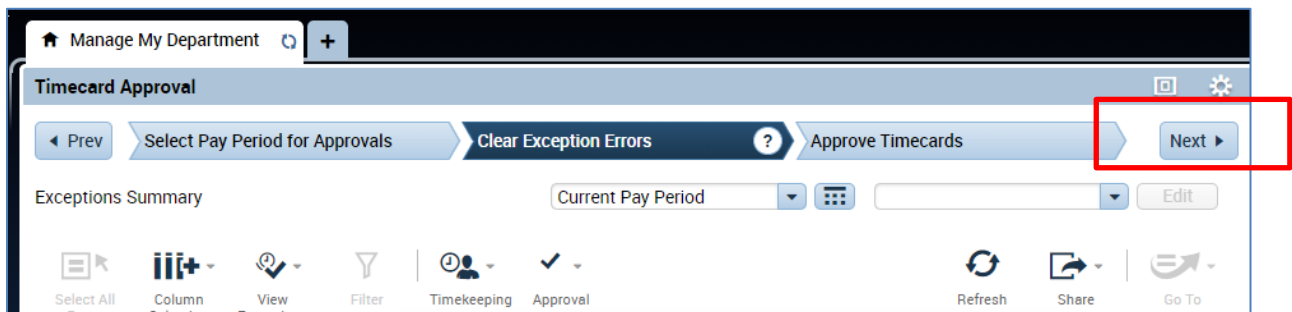 Manage My Department +
Timecard Approval
Prev Select Pay Period for Approvals Clear Exception Errors ? Approve Timecards Next
Exceptions Summary Current Pay Period Edit
Select All Column View Filter Timekeeping Approval Refresh Share Go To